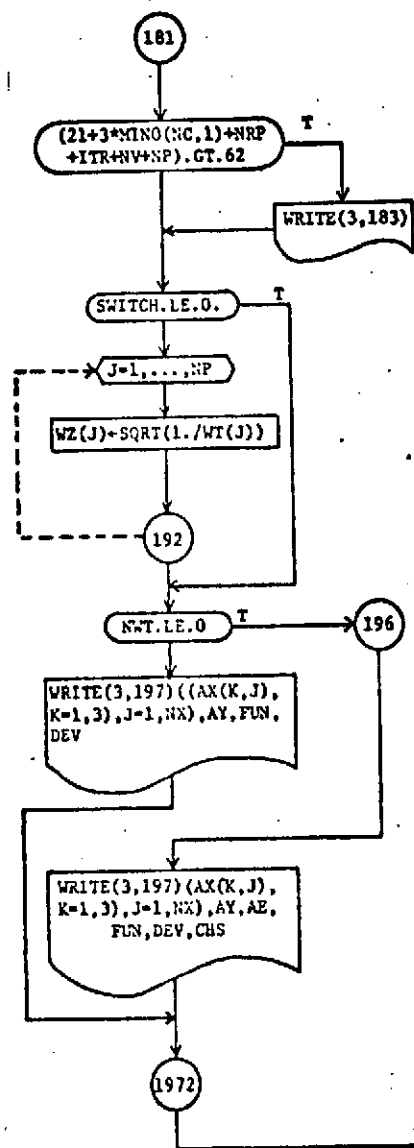 181
(21+3*MINO(NC,1)+NRP
+ITR+NV+NP).GT.62
T
WRITE(3,183)
SWITCH.LE.0.
T
J=1,...,NP
WZ(J)←SQRT(1./WT(J))
192
NWT.LE.0
T
196
WRITE(3,197)((AX(K,J),
K=1,3),J=1,NX),AY,FUN,
DEV
WRITE(3,197)(AX(K,J),
K=1,3),J=1,NX),AY,AE,
FUN,DEV,CHS
1972